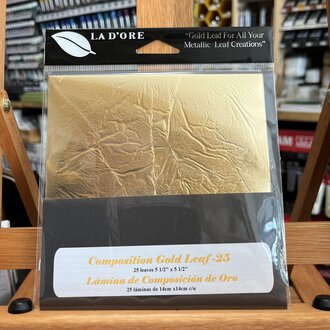 LA D'ORE
"Gold Leaf For All Your
Metallic Leaf Creations"
Composition Gold Leaf-25
25 leaves 5 1/2" x 5 1/2"
Lámina de Composición de Oro
25 láminas de 14cm x14cm c/u